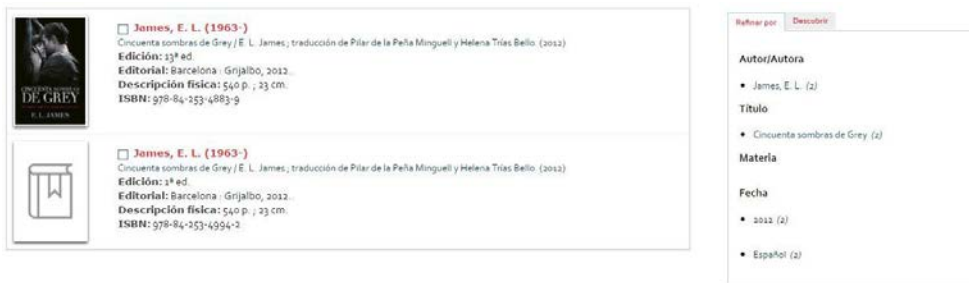 CINCUENTA SOMBRAS
DE GREY
E L JAMES
James, E. L. (1963-)
Cincuenta sombras de Grey / E. L. James ; traducción de Pilar de la Peña Minguell y Helena Trías Bello. (2012)
Edición: 13ª ed.
Editorial: Barcelona : Grijalbo, 2012.
Descripción física: 540 p. ; 23 cm.
ISBN: 978-84-253-4883-9
James, E. L. (1963-)
Cincuenta sombras de Grey / E. L. James ; traducción de Pilar de la Peña Minguell y Helena Trías Bello. (2012)
Edición: 1ª ed.
Editorial: Barcelona : Grijalbo, 2012.
Descripción física: 540 p. ; 23 cm.
ISBN: 978-84-253-4994-2
Refinar por Descubrir
Autor/Autora
• James, E. L. (2)
Título
• Cincuenta sombras de Grey (2)
Materia
Fecha
• 2012 (2)
• Español (2)